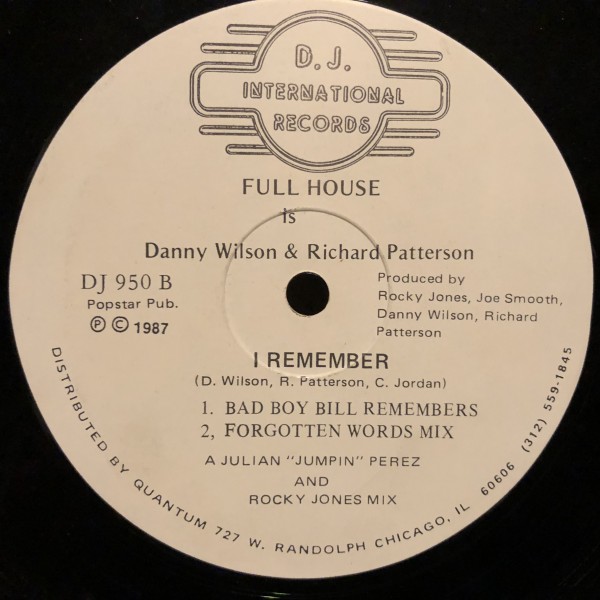 D. J.
INTERNATIONAL
RECORDS
FULL HOUSE
is
Danny Wilson & Richard Patterson
DJ 950 B
Popstar Pub.
Ⓟ © 1987
Produced by
Rocky Jones, Joe Smooth,
Danny Wilson, Richard
Patterson
I REMEMBER
(D. Wilson, R. Patterson, C. Jordan)
1. BAD BOY BILL REMEMBERS
2, FORGOTTEN WORDS MIX
A JULIAN "JUMPIN" PEREZ
AND
ROCKY JONES MIX
DISTRIBUTED BY QUANTUM 727 W. RANDOLPH CHICAGO, IL 60606 (312) 559-1845